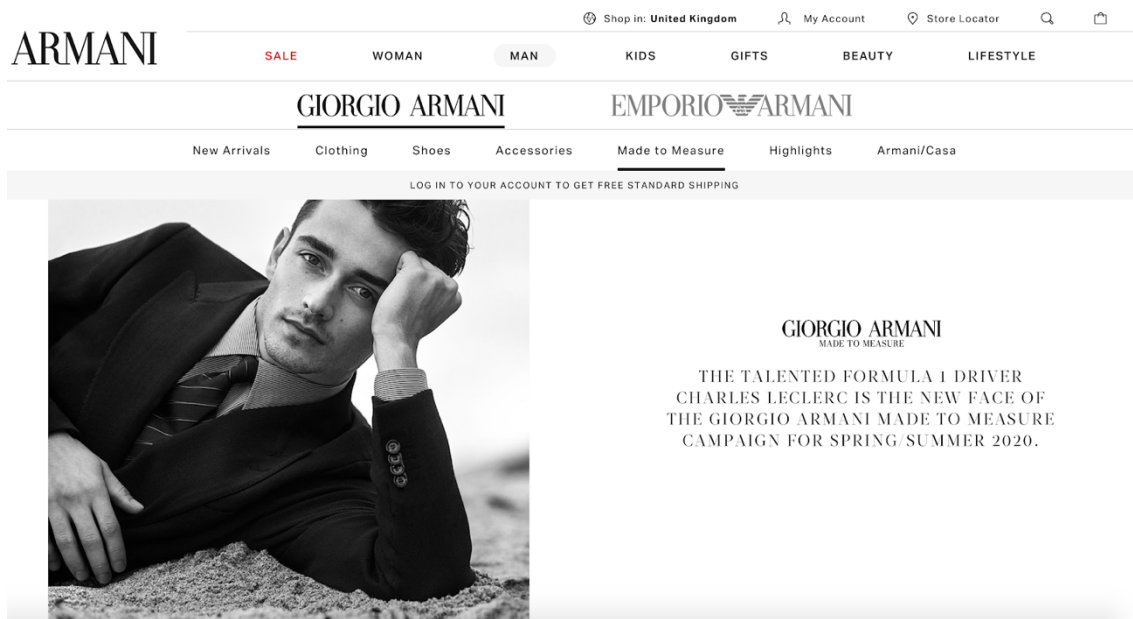 Shop in: United Kingdom
My Account
Store Locator
ARMANI
SALE
WOMAN
MAN
KIDS
GIFTS
BEAUTY
LIFESTYLE
GIORGIO ARMANI
EMPORIO ARMANI
New Arrivals
Clothing
Shoes
Accessories
Made to Measure
Highlights
Armani/Casa
LOG IN TO YOUR ACCOUNT TO GET FREE STANDARD SHIPPING
GIORGIO ARMANI
MADE TO MEASURE
THE TALENTED FORMULA 1 DRIVER
CHARLES LECLERC IS THE NEW FACE OF
THE GIORGIO ARMANI MADE TO MEASURE
CAMPAIGN FOR SPRING/SUMMER 2020.